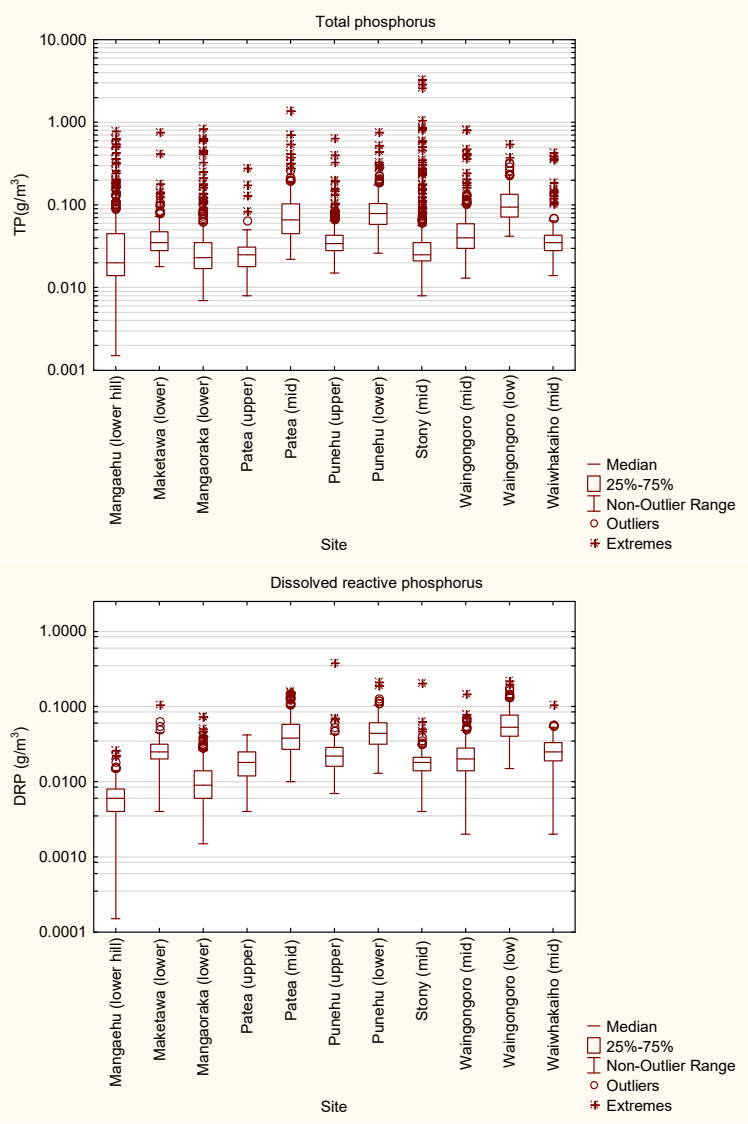 Total phosphorus
10.000
1.000
0.100
0.010
0.001
TP(g/m³)
Mangaehu (lower hill)
Maketawa (lower)
Mangaoraka (lower)
Patea (upper)
Patea (mid)
Punehu (upper)
Punehu (lower)
Stony (mid)
Waingongoro (mid)
Waingongoro (low)
Waiwhakaiho (mid)
Site
Median
25%-75%
Non-Outlier Range
Outliers
Extremes
Dissolved reactive phosphorus
1.0000
0.1000
0.0100
0.0010
0.0001
DRP (g/m³)
Mangaehu (lower hill)
Maketawa (lower)
Mangaoraka (lower)
Patea (upper)
Patea (mid)
Punehu (upper)
Punehu (lower)
Stony (mid)
Waingongoro (mid)
Waingongoro (low)
Waiwhakaiho (mid)
Site
Median
25%-75%
Non-Outlier Range
Outliers
Extremes